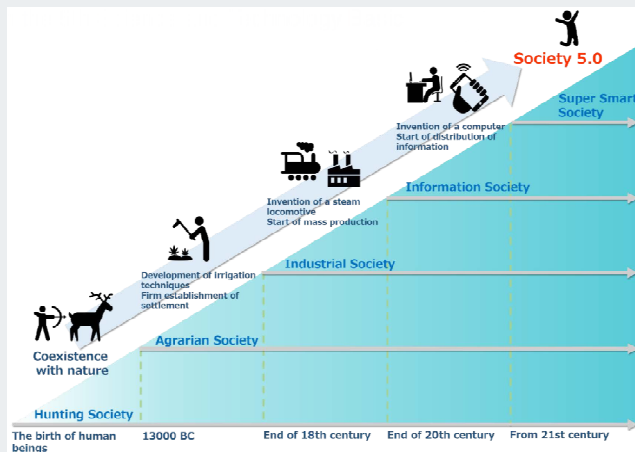 Society 5.0
Super Smart
Society
Invention of a computer
Start of distribution of
information
Information Society
Invention of a steam
locomotive
Start of mass production
Industrial Society
Development of irrigation
techniques
Firm establishment of
settlement
Agrarian Society
Coexistence
with nature
Hunting Society
The birth of human
beings
13000 BC
End of 18th century
End of 20th century
From 21st century